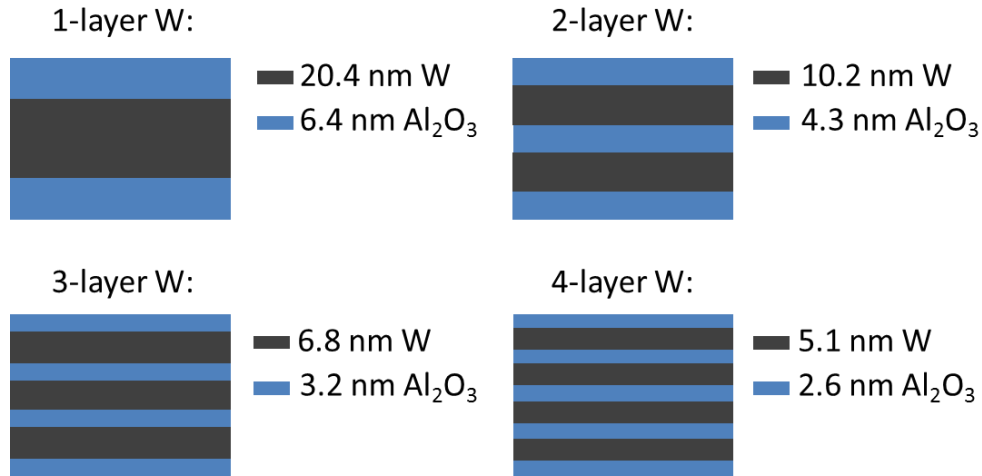 1-layer W:
20.4 nm W
6.4 nm Al₂O₃
2-layer W:
10.2 nm W
4.3 nm Al₂O₃
3-layer W:
6.8 nm W
3.2 nm Al₂O₃
4-layer W:
5.1 nm W
2.6 nm Al₂O₃